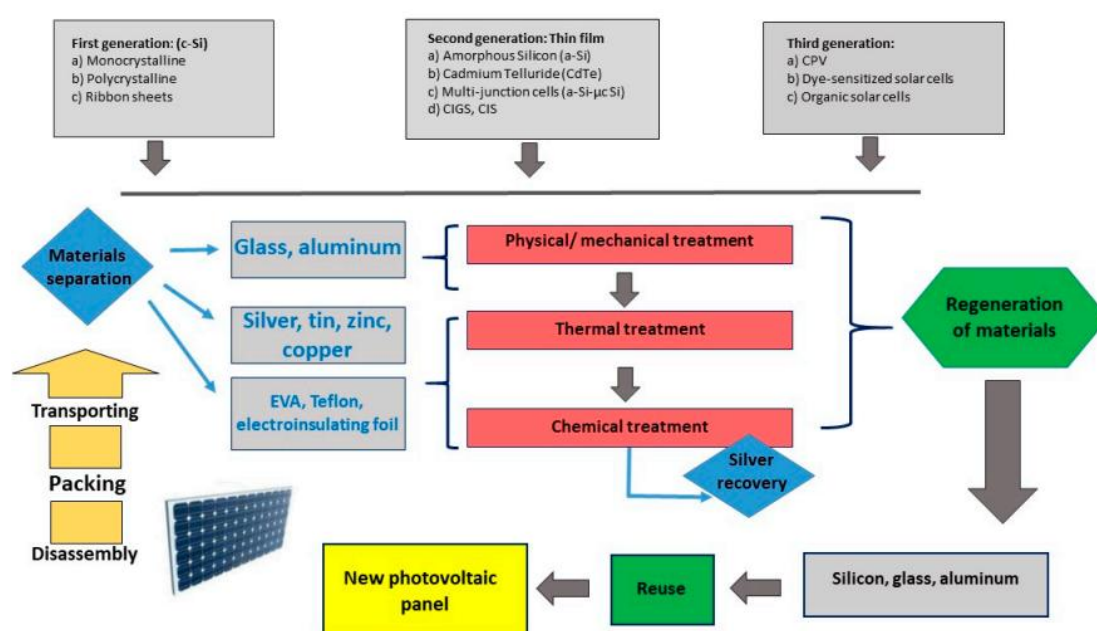 First generation: (c-Si)
a) Monocrystalline
b) Polycrystalline
c) Ribbon sheets
Second generation: Thin film
a) Amorphous Silicon (a-Si)
b) Cadmium Telluride (CdTe)
c) Multi-junction cells (a-Si-μc Si)
d) CIGS, CIS
Third generation:
a) CPV
b) Dye-sensitized solar cells
c) Organic solar cells
Materials
separation
Glass, aluminum
Silver, tin, zinc,
copper
EVA, Teflon,
electroinsulating foil
Physical/ mechanical treatment
Thermal treatment
Chemical treatment
Silver
recovery
Regeneration
of materials
Transporting
Packing
Disassembly
New photovoltaic
panel
Reuse
Silicon, glass, aluminum